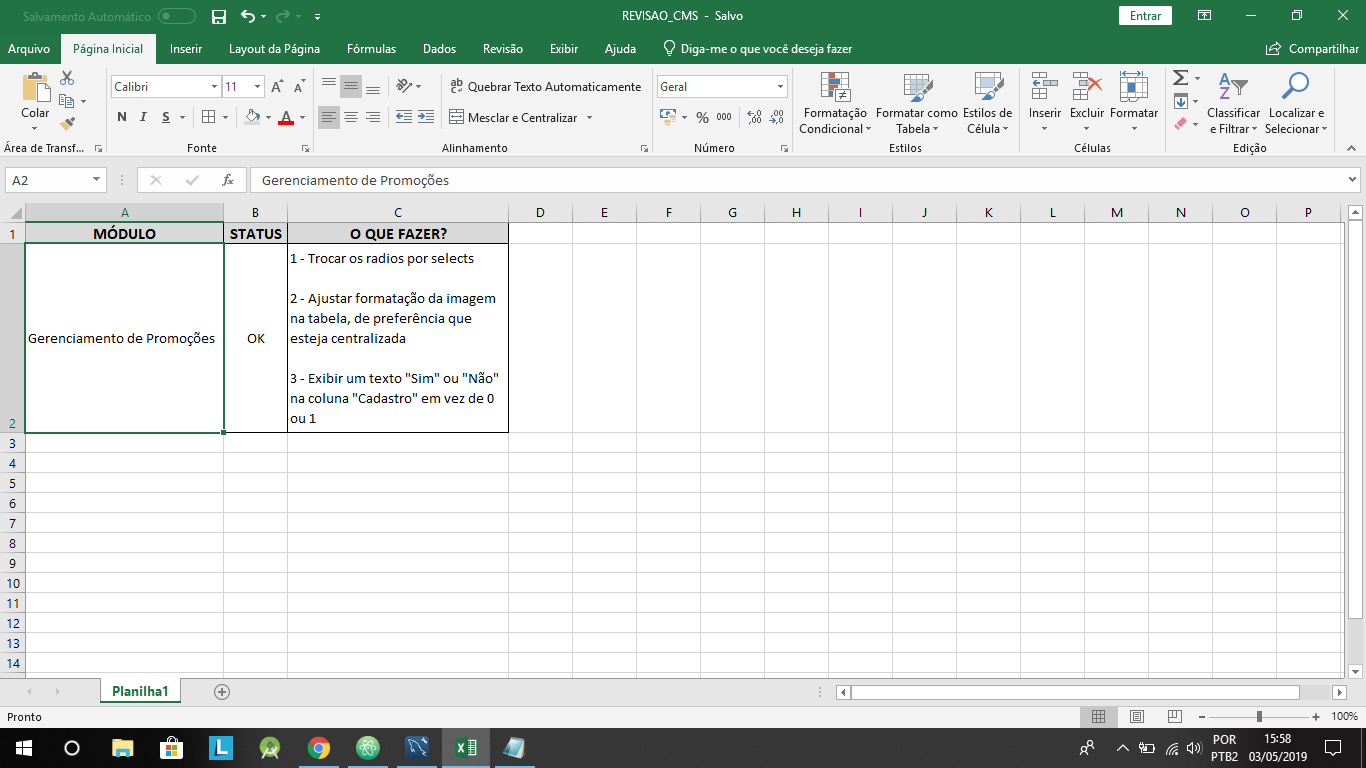 Salvamento Automático
REVISAO_CMS - Salvo
Entrar
Arquivo Página Inicial Inserir Layout da Página Fórmulas Dados Revisão Exibir Ajuda Diga-me o que você deseja fazer Compartilhar
Colar
Calibri 11
N I S A
Quebrar Texto Automaticamente
Mesclar e Centralizar
Geral
% 000
Formatação Condicional
Formatar como Tabela
Estilos de Célula
Inserir Excluir Formatar
Classificar e Filtrar
Localizar e Selecionar
Área de Transf... Fonte Alinhamento Número Estilos Células Edição
A2 fx Gerenciamento de Promoções
A B C D E F G H I J K L M N O P
1 MÓDULO STATUS O QUE FAZER?
2 Gerenciamento de Promoções OK
1 - Trocar os radios por selects
2 - Ajustar formatação da imagem
na tabela, de preferência que
esteja centralizada
3 - Exibir um texto "Sim" ou "Não"
na coluna "Cadastro" em vez de 0
ou 1
3
4
5
6
7
8
9
10
11
12
13
14
Planilha1
Pronto
100%
POR
PTB2
15:58
03/05/2019